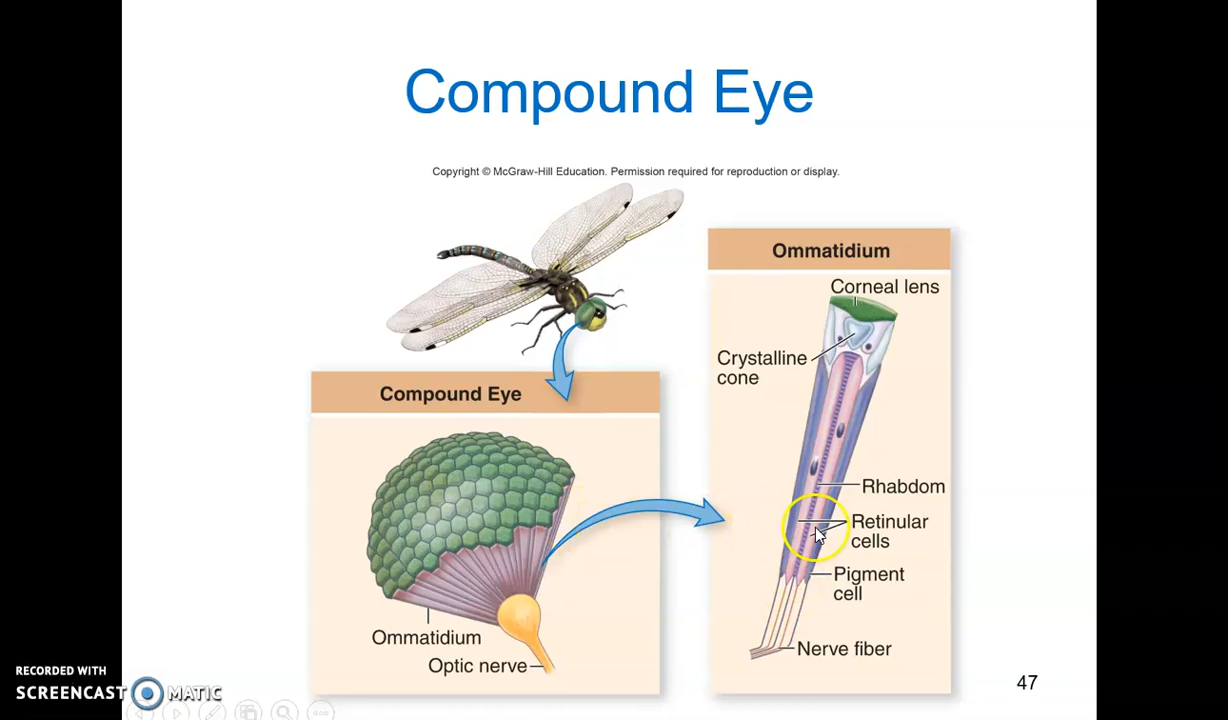 Compound Eye
Copyright © McGraw-Hill Education. Permission required for reproduction or display.
Compound Eye
Ommatidium
Optic nerve
Ommatidium
Corneal lens
Crystalline
cone
Rhabdom
Retinular
cells
Pigment
cell
Nerve fiber
47
RECORDED WITH
SCREENCAST MATIC